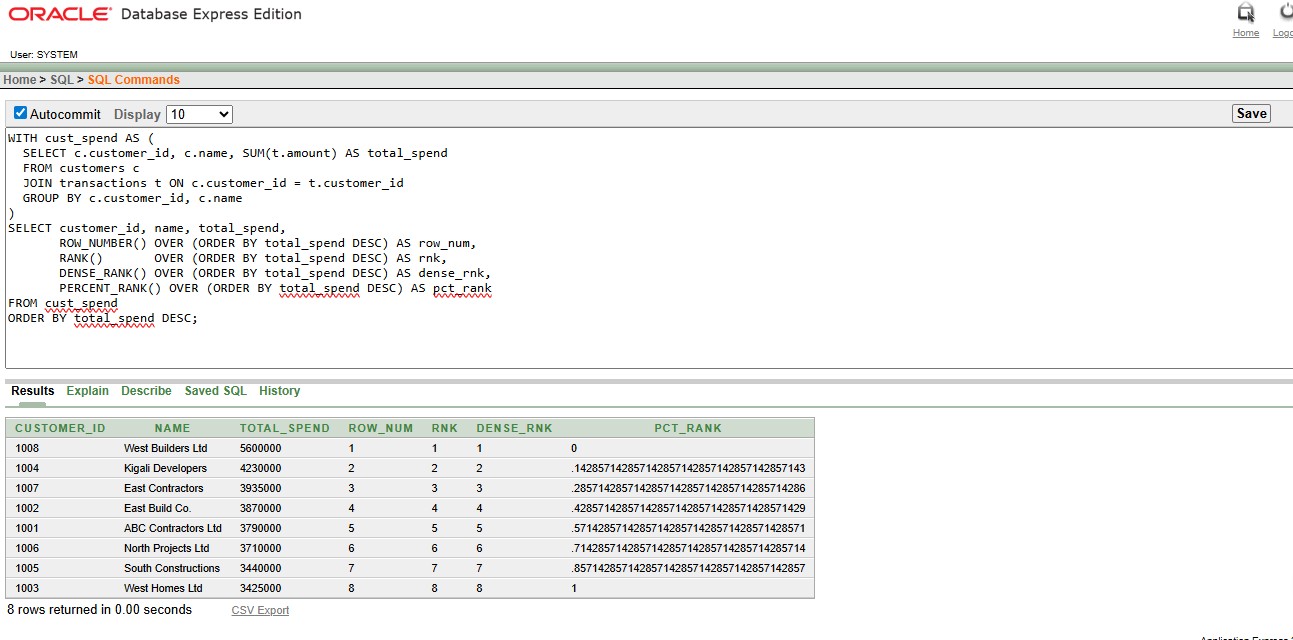 ORACLE® Database Express Edition
Home
User: SYSTEM
Home > SQL > SQL Commands
Autocommit Display 10 Save
WITH cust_spend AS (
  SELECT c.customer_id, c.name, SUM(t.amount) AS total_spend
  FROM customers c
  JOIN transactions t ON c.customer_id = t.customer_id
  GROUP BY c.customer_id, c.name
)
SELECT customer_id, name, total_spend,
       ROW_NUMBER() OVER (ORDER BY total_spend DESC) AS row_num,
       RANK()       OVER (ORDER BY total_spend DESC) AS rnk,
       DENSE_RANK() OVER (ORDER BY total_spend DESC) AS dense_rnk,
       PERCENT_RANK() OVER (ORDER BY total_spend DESC) AS pct_rank
FROM cust_spend
ORDER BY total_spend DESC;
Results Explain Describe Saved SQL History
CUSTOMER_ID NAME TOTAL_SPEND ROW_NUM RNK DENSE_RNK PCT_RANK
1008 West Builders Ltd 5600000 1 1 1 0
1004 Kigali Developers 4230000 2 2 2 .142857142857142857142857142857142857143
1007 East Contractors 3935000 3 3 3 .285714285714285714285714285714285714286
1002 East Build Co. 3870000 4 4 4 .428571428571428571428571428571428571429
1001 ABC Contractors Ltd 3790000 5 5 5 .571428571428571428571428571428571428571
1006 North Projects Ltd 3710000 6 6 6 .714285714285714285714285714285714285714
1005 South Constructions 3440000 7 7 7 .857142857142857142857142857142857142857
1003 West Homes Ltd 3425000 8 8 8 1
8 rows returned in 0.00 seconds CSV Export